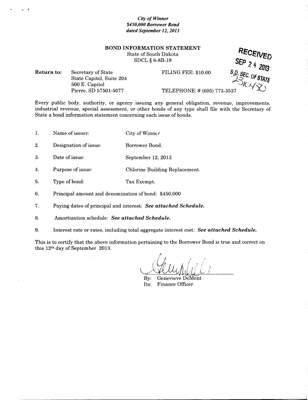 City of Winner
$450,000 Borrower Bond
dated September 12, 2013
BOND INFORMATION STATEMENT
State of South Dakota
SDCL § 6-8B-19
RECEIVED
SEP 24 2013
S.D. SEC. OF STATE
Return to: Secretary of State FILING FEE: $10.00
State Capitol, Suite 204
500 E. Capitol
Pierre, SD 57501-5077 TELEPHONE: # (605) 773-3537
Every public body, authority, or agency issuing any general obligation, revenue, improvements,
industrial revenue, special assessment, or other bonds of any type shall file with the Secretary of
State a bond information statement concerning each issue of bonds.
1. Name of issuer: City of Winner
2. Designation of issue: Borrower Bond.
3. Date of issue: September 12, 2013
4. Purpose of issue: Chlorine Building Replacement.
5. Type of bond: Tax Exempt.
6. Principal amount and denomination of bond: $450,000
7. Paying dates of principal and interest: See attached Schedule.
8. Amortization schedule: See attached Schedule.
9. Interest rate or rates, including total aggregate interest cost: See attached Schedule.
This is to certify that the above information pertaining to the Borrower Bond is true and correct on
this 12th day of September 2013.
By: Genevieve DeMent
Its: Finance Officer